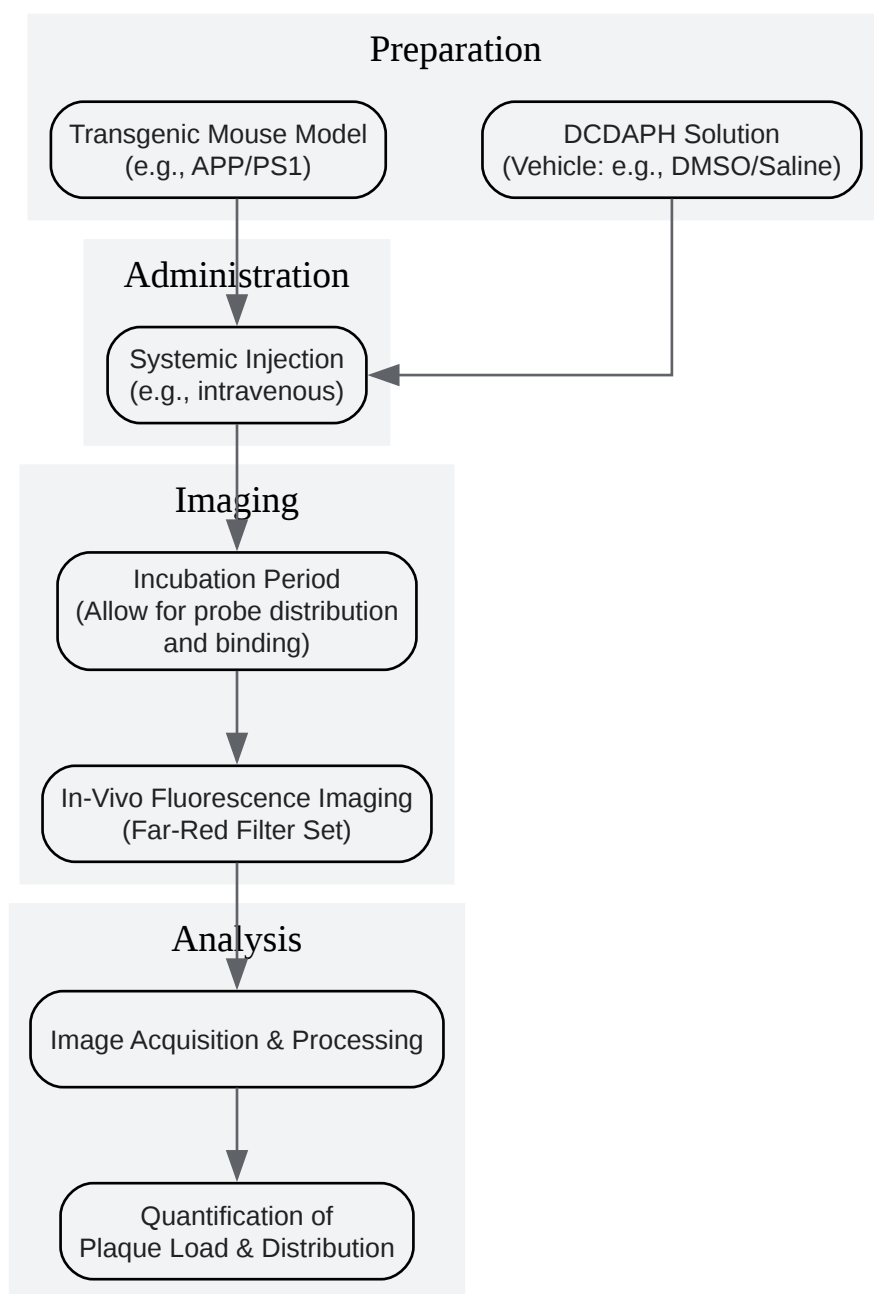 Preparation
Transgenic Mouse Model
(e.g., APP/PS1)
DCDAPH Solution
(Vehicle: e.g., DMSO/Saline)
Administration
Systemic Injection
(e.g., intravenous)
Imaging
Incubation Period
(Allow for probe distribution
and binding)
In-Vivo Fluorescence Imaging
(Far-Red Filter Set)
Analysis
Image Acquisition & Processing
Quantification of
Plaque Load & Distribution